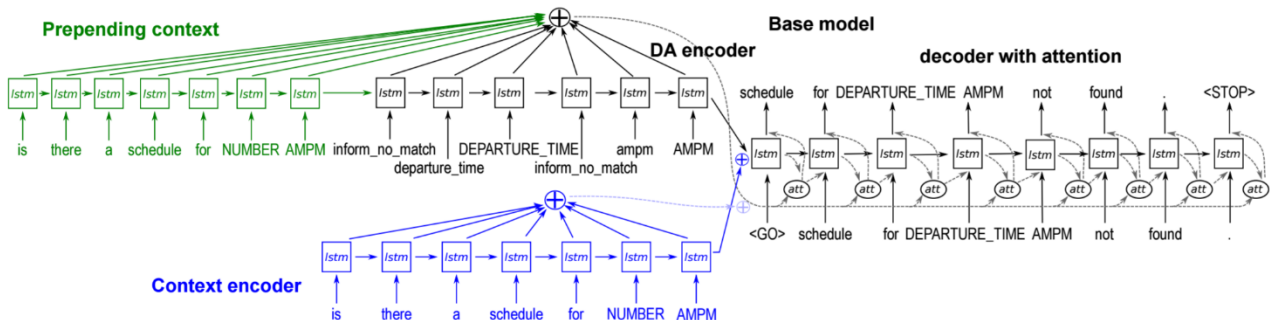 Prepending context
Base model
DA encoder
decoder with attention
lstm lstm lstm lstm lstm lstm lstm lstm lstm lstm lstm lstm lstm
schedule for DEPARTURE_TIME AMPM not found . <STOP>
lstm lstm lstm lstm lstm lstm lstm lstm
is there a schedule for NUMBER AMPM inform_no_match DEPARTURE_TIME ampm AMPM
departure_time inform_no_match
att att att att att att att att
<GO> schedule for DEPARTURE_TIME AMPM not found .
lstm lstm lstm lstm lstm lstm lstm
Context encoder
is there a schedule for NUMBER AMPM